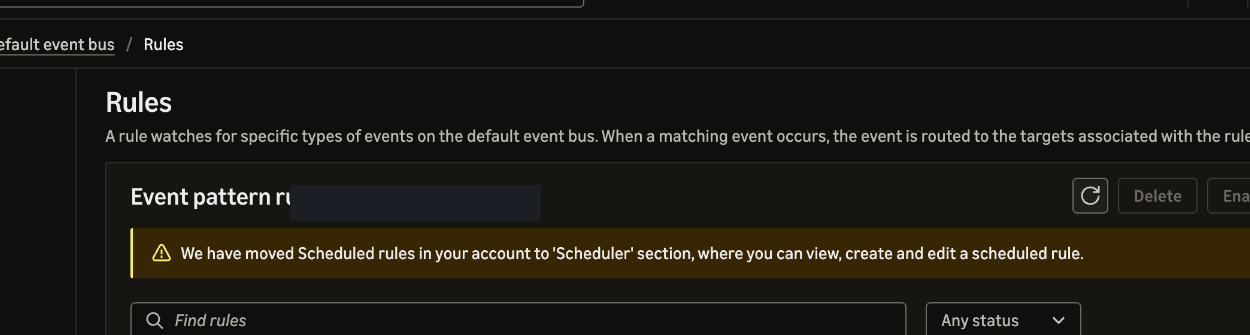 default event bus / Rules
Rules
A rule watches for specific types of events on the default event bus. When a matching event occurs, the event is routed to the targets associated with the rule
Event pattern
Delete
We have moved Scheduled rules in your account to 'Scheduler' section, where you can view, create and edit a scheduled rule.
Find rules
Any status